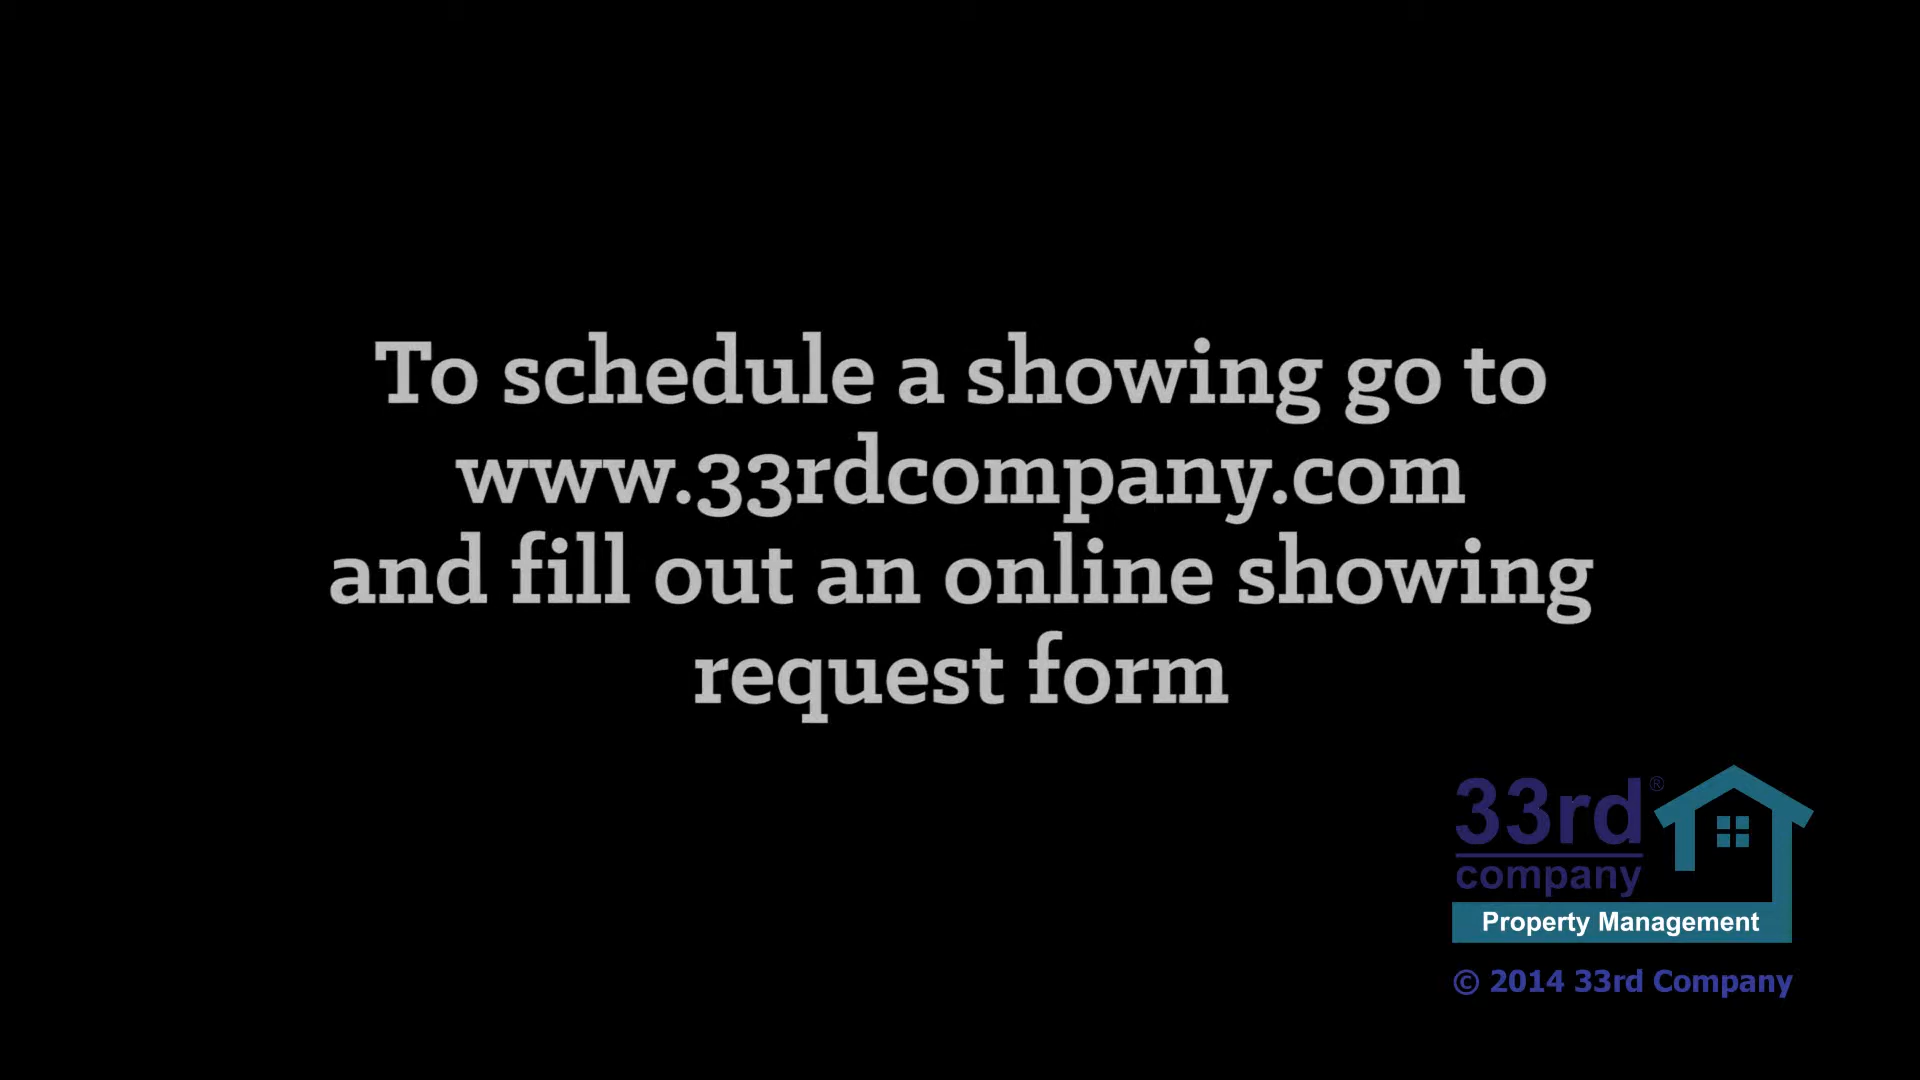 To schedule a showing go to
www.33rdcompany.com
and fill out an online showing
request form
33rd®
company
Property Management
© 2014 33rd Company